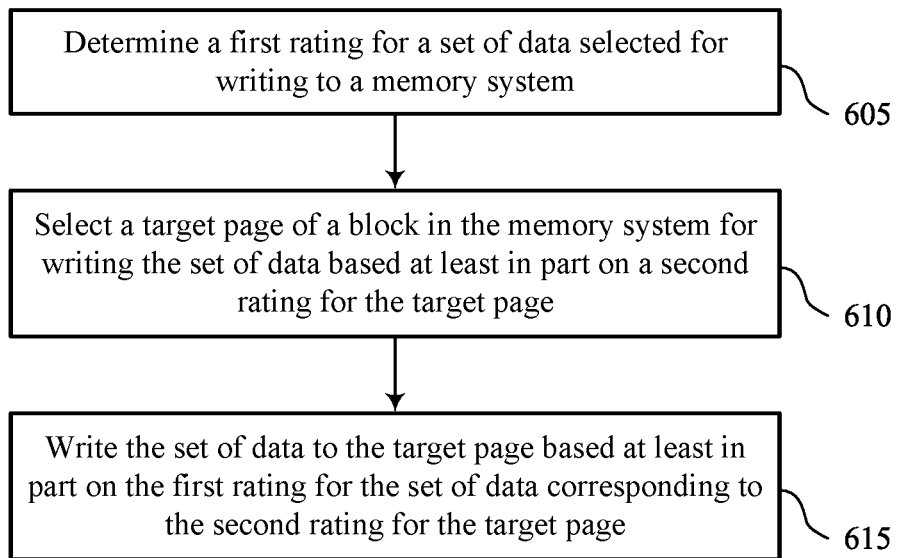 Determine a first rating for a set of data selected for
writing to a memory system
605
Select a target page of a block in the memory system for
writing the set of data based at least in part on a second
rating for the target page
610
Write the set of data to the target page based at least in
part on the first rating for the set of data corresponding to
the second rating for the target page
615